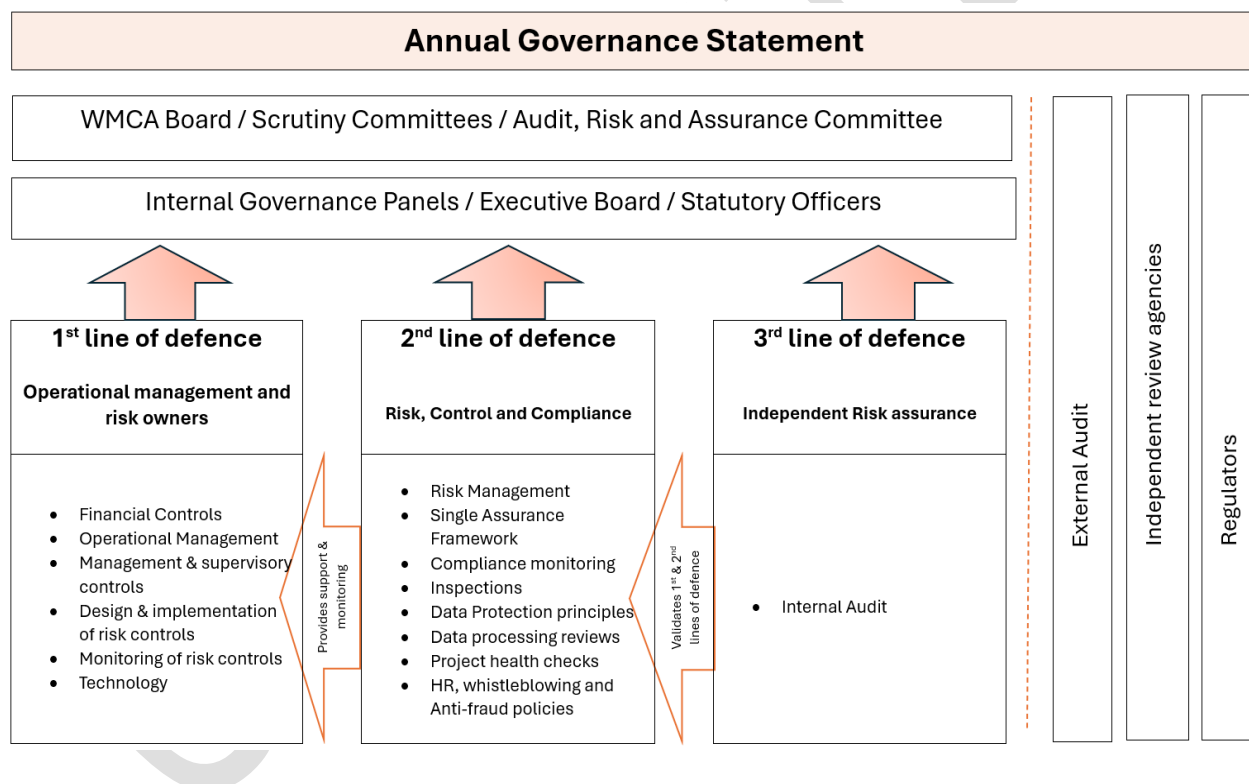 Annual Governance Statement
WMCA Board / Scrutiny Committees / Audit, Risk and Assurance Committee
Internal Governance Panels / Executive Board / Statutory Officers
1st line of defence
Operational management and
risk owners
• Financial Controls
• Operational Management
• Management & supervisory
controls
• Design & implementation
of risk controls
• Monitoring of risk controls
• Technology
Provides support &
monitoring
2nd line of defence
Risk, Control and Compliance
• Risk Management
• Single Assurance
Framework
• Compliance monitoring
• Inspections
• Data Protection principles
• Data processing reviews
• Project health checks
• HR, whistleblowing and
Anti-fraud policies
Validates 1st & 2nd
lines of defence
3rd line of defence
Independent Risk assurance
• Internal Audit
External Audit
Independent review agencies
Regulators